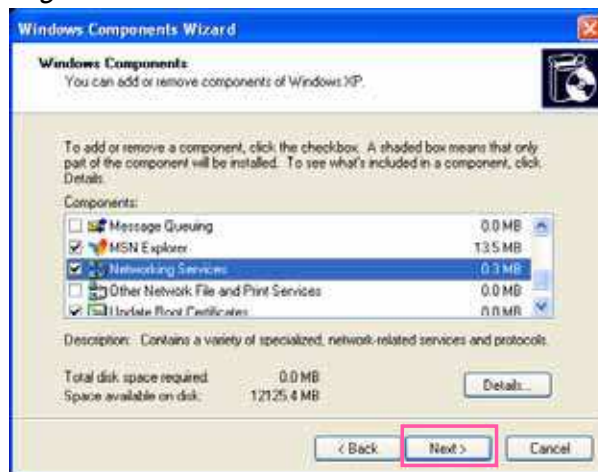 Windows Components Wizard
Windows Components
You can add or remove components of Windows XP.
To add or remove a component, click the checkbox. A shaded box means that only
part of the component will be installed. To see what's included in a component, click
Details.
Components:
Message Queuing 0.0 MB
MSN Explorer 13.5 MB
Networking Services 0.3 MB
Other Network File and Print Services 0.0 MB
Update Root Certificates 0.0 MB
Description: Contains a variety of specialized, network-related services and protocols.
Total disk space required: 0.0 MB
Space available on disk: 12125.4 MB
Details...
< Back
Next >
Cancel